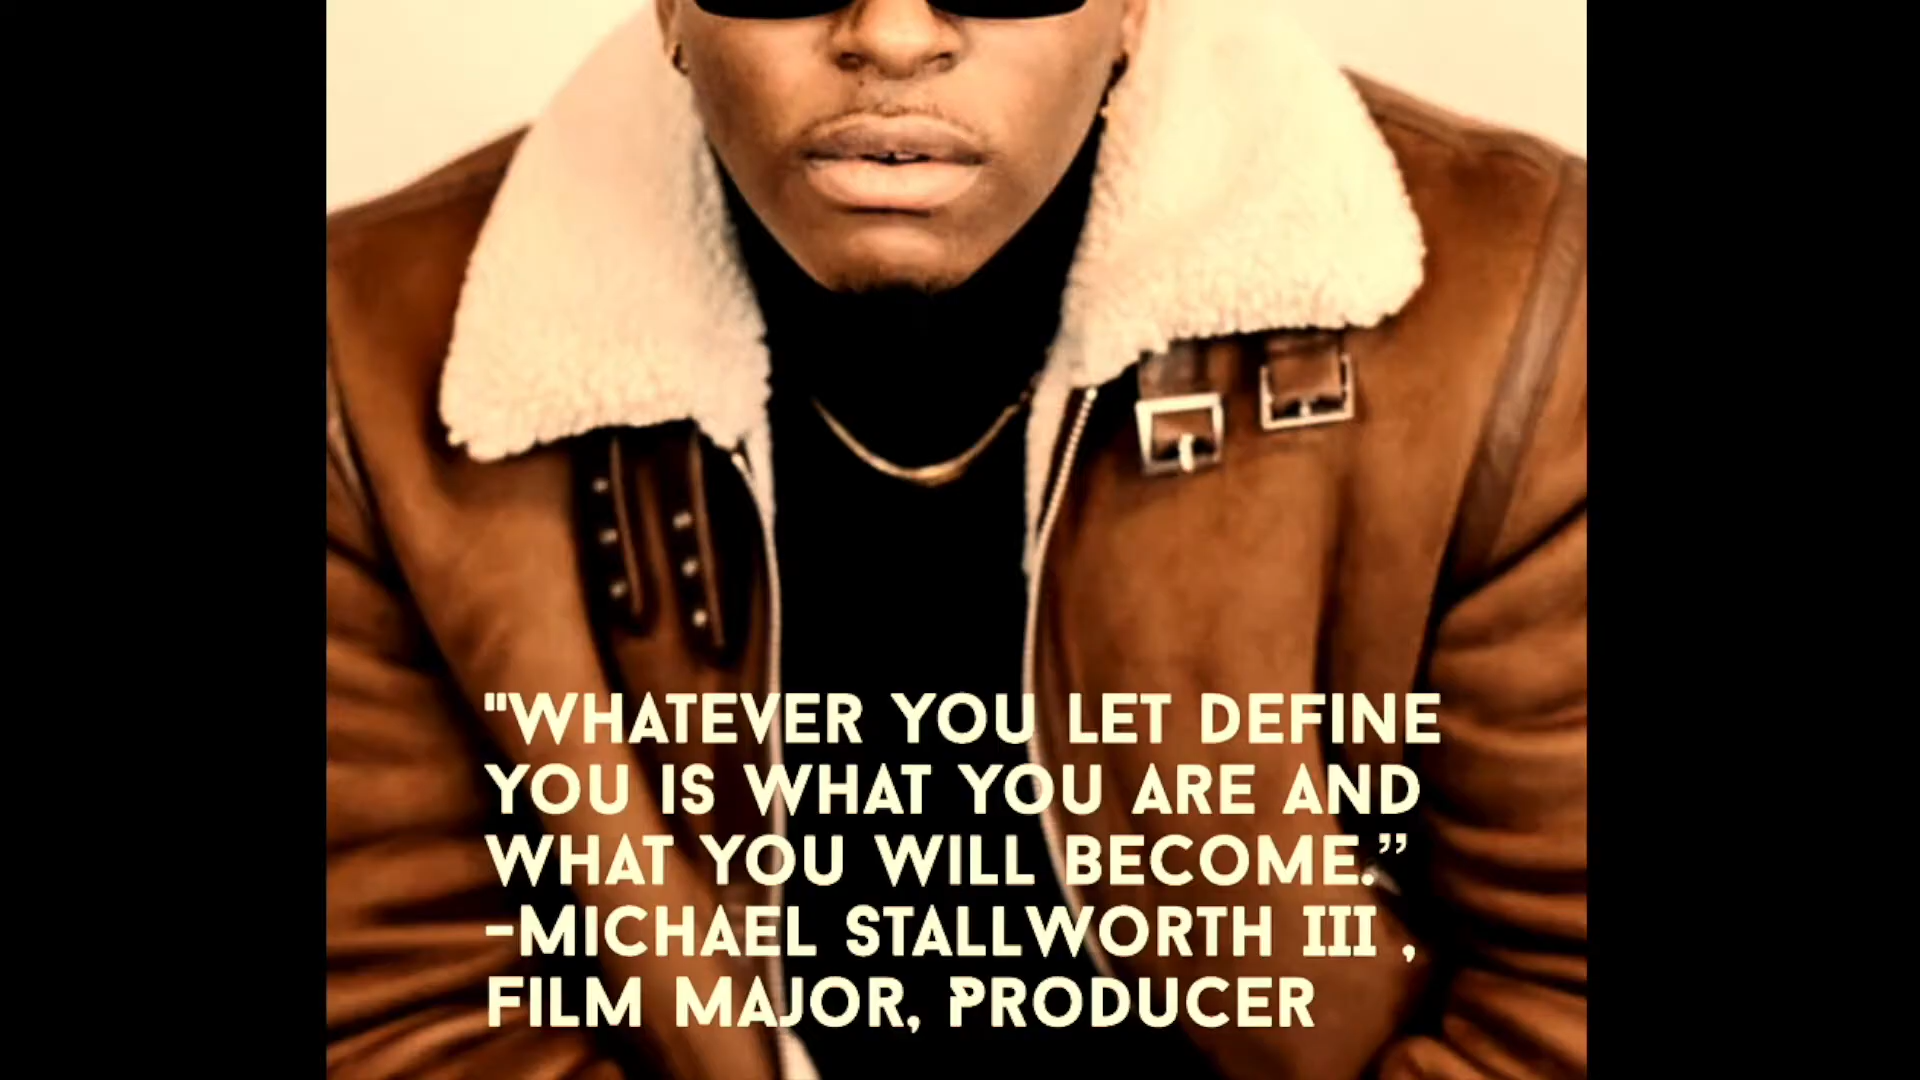 "WHATEVER YOU LET DEFINE
YOU IS WHAT YOU ARE AND
WHAT YOU WILL BECOME.”
-MICHAEL STALLWORTH III ,
FILM MAJOR, PRODUCER